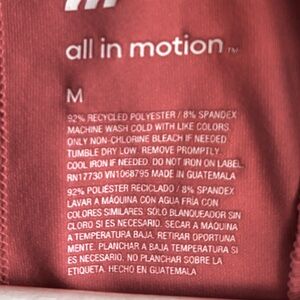 all in motion™
M
92% RECYCLED POLYESTER / 8% SPANDEX
MACHINE WASH COLD WITH LIKE COLORS.
ONLY NON-CHLORINE BLEACH IF NEEDED.
TUMBLE DRY LOW. REMOVE PROMPTLY.
COOL IRON IF NEEDED. DO NOT IRON ON LABEL.
RN17730 VN1068795 MADE IN GUATEMALA
92% POLIÉSTER RECICLADO / 8% SPANDEX
LAVAR A MÁQUINA CON AGUA FRÍA CON
COLORES SIMILARES. SÓLO BLANQUEADOR SIN
CLORO SI ES NECESARIO. SECAR A MÁQUINA
A TEMPERATURA BAJA. RETIRAR OPORTUNA
MENTE. PLANCHAR A BAJA TEMPERATURA SI
ES NECESARIO. NO PLANCHAR SOBRE LA
ETIQUETA. HECHO EN GUATEMALA